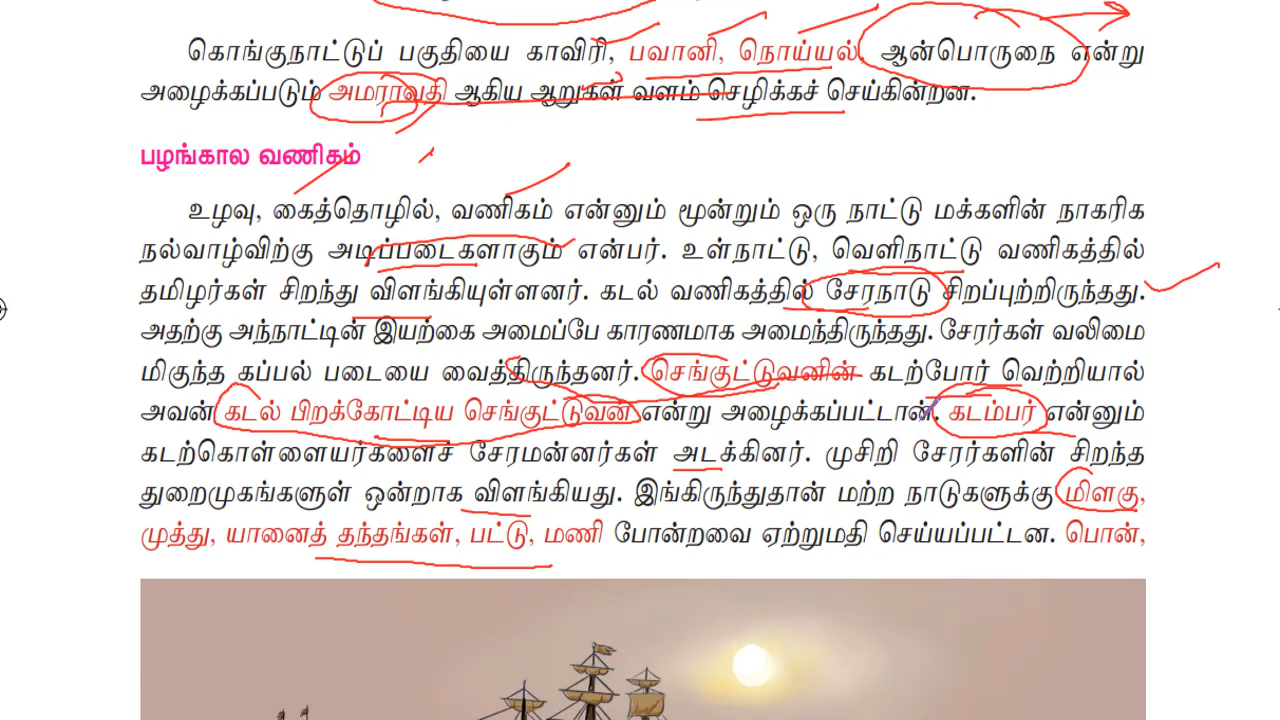 கொங்குநாட்டுப் பகுதியை காவிரி, பவானி, நொய்யல், ஆன்பொருநை என்று
அழைக்கப்படும் அமராவதி ஆகிய ஆறுகள் வளம் செழிக்கச் செய்கின்றன.
பழங்கால வணிகம்
உழவு, கைத்தொழில், வணிகம் என்னும் மூன்றும் ஒரு நாட்டு மக்களின் நாகரிக
நல்வாழ்விற்கு அடிப்படைகளாகும் என்பர். உள்நாட்டு, வெளிநாட்டு வணிகத்தில்
தமிழர்கள் சிறந்து விளங்கியுள்ளனர். கடல் வணிகத்தில் சேரநாடு சிறப்புற்றிருந்தது.
அதற்கு அந்நாட்டின் இயற்கை அமைப்பே காரணமாக அமைந்திருந்தது. சேரர்கள் வலிமை
மிகுந்த கப்பல் படையை வைத்திருந்தனர். செங்குட்டுவனின் கடற்போர் வெற்றியால்
அவன் கடல் பிறக்கோட்டிய செங்குட்டுவன் என்று அழைக்கப்பட்டான். கடம்பர் என்னும்
கடற்கொள்ளையர்களைச் சேரமன்னர்கள் அடக்கினர். முசிறி சேரர்களின் சிறந்த
துறைமுகங்களுள் ஒன்றாக விளங்கியது. இங்கிருந்துதான் மற்ற நாடுகளுக்கு மிளகு,
முத்து, யானைத் தந்தங்கள், பட்டு, மணி போன்றவை ஏற்றுமதி செய்யப்பட்டன. பொன்,